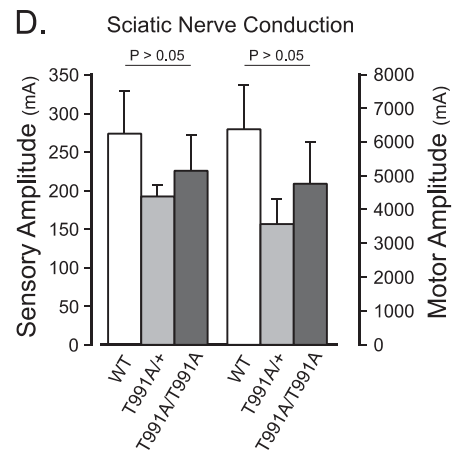 D.
Sciatic Nerve Conduction
P > 0.05
P > 0.05
Sensory Amplitude (mA)
350
300
250
200
150
100
50
0
8000
7000
6000
5000
4000
3000
2000
1000
0
Motor Amplitude (mA)
WT
T991A/+
T991A/T991A
WT
T991A/+
T991A/T991A